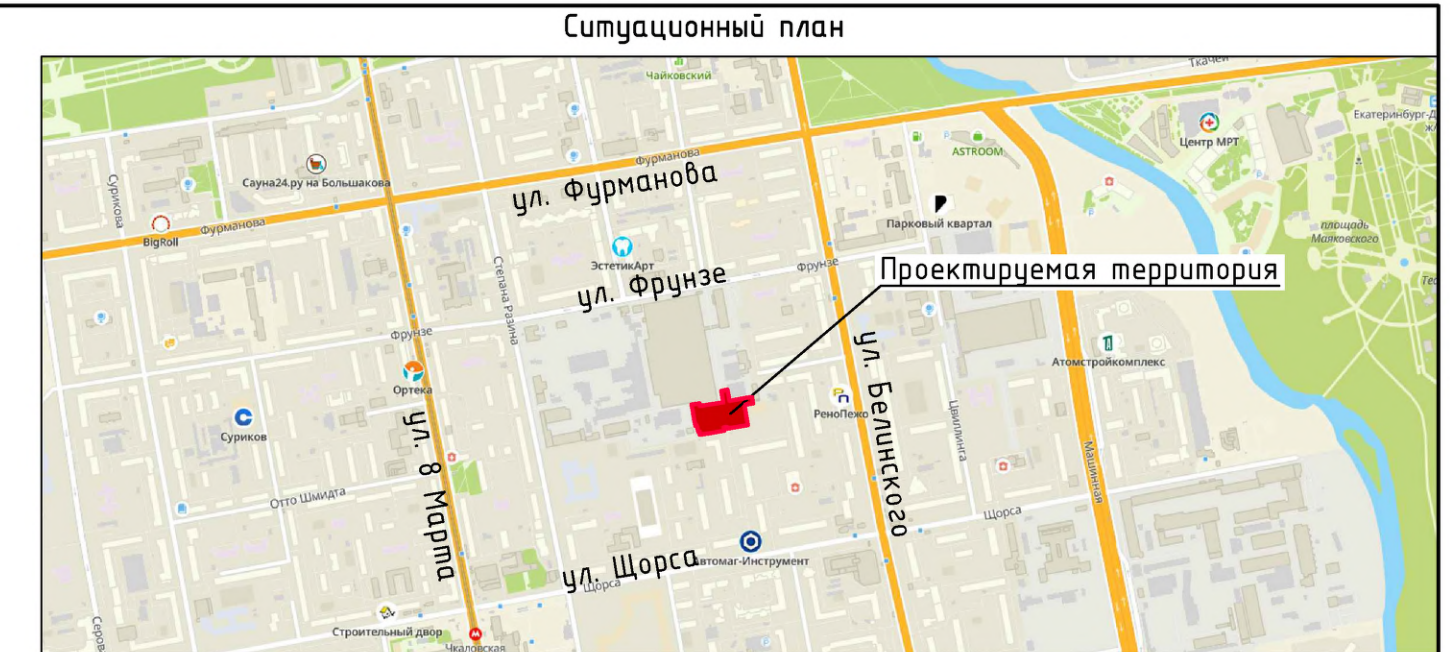 Ситуационный план
Чайковский
Ткачей
Екатеринбург-Д
Центр МРТ
ASTROOM
Фурманова
Сауна24.ру на Большакова
ул. Фурманова
Сурикова
Парковый квартал
Фурманова
BigRoll
площадь
Маяковского
ЭстетикАрт
Фрунзе
Степана Разина
ул. Фрунзе
Проектируемая территория
Фрунзе
Атомстройкомплекс
Ортека
РеноПежо
ул. Белинского
Суриков
Цвиллинга
ул. 8 Марта
Машинная
Отто Шмидта
Щорса
Автомаг-Инструмент
ул. Щорса
Щорса
Строительный двор
Чкаловская